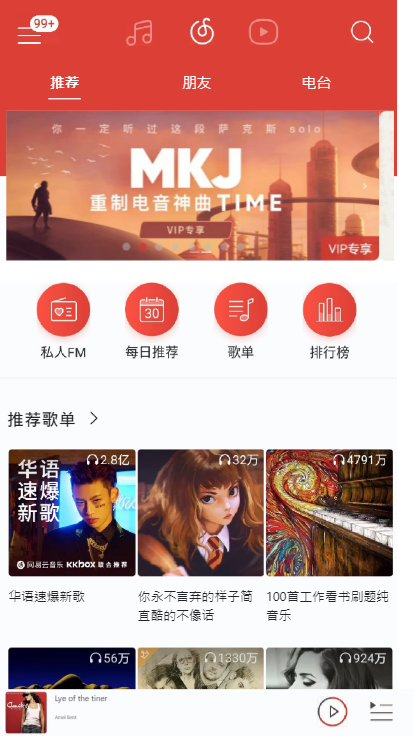 99+
推荐
朋友
电台
你一定听过这段萨克斯solo
MKJ
重制电音神曲TIME
VIP专享
VIP专享
30
私人FM
每日推荐
歌单
排行榜
推荐歌单
2.8亿
32万
4791万
华语
速爆
新歌
网易云音乐 KKBOX 联合推荐
华语速爆新歌
你永不言弃的样子简
直酷的不像话
100首工作看书刷题纯
音乐
56万
1330万
924万
Lye of the tiner